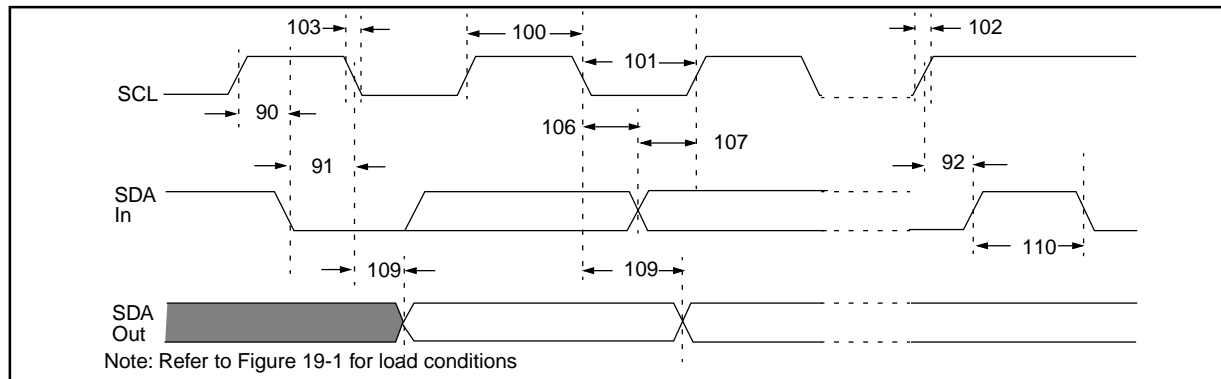 103
100
101
102
SCL
90
106
107
91
92
SDA
In
110
109
109
SDA
Out
Note: Refer to Figure 19-1 for load conditions